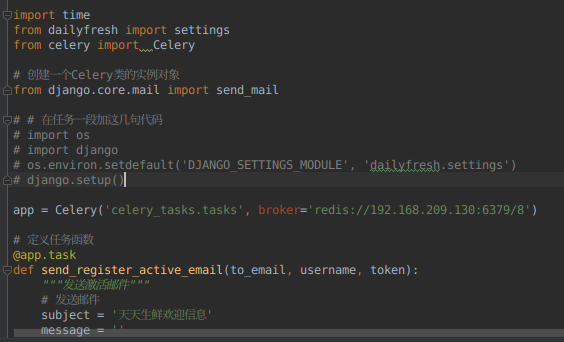 import time
from dailyfresh import settings
from celery import  Celery
# 创建一个Celery类的实例对象
from django.core.mail import send_mail
# # 在任务一段加这几句代码
# import os
# import django
# os.environ.setdefault('DJANGO_SETTINGS_MODULE', 'dailyfresh.settings')
# django.setup()
app = Celery('celery_tasks.tasks', broker='redis://192.168.209.130:6379/8')
# 定义任务函数
@app.task
def send_register_active_email(to_email, username, token):
    """发送激活邮件"""
    # 发送邮件
    subject = '天天生鲜欢迎信息'
    message = ''